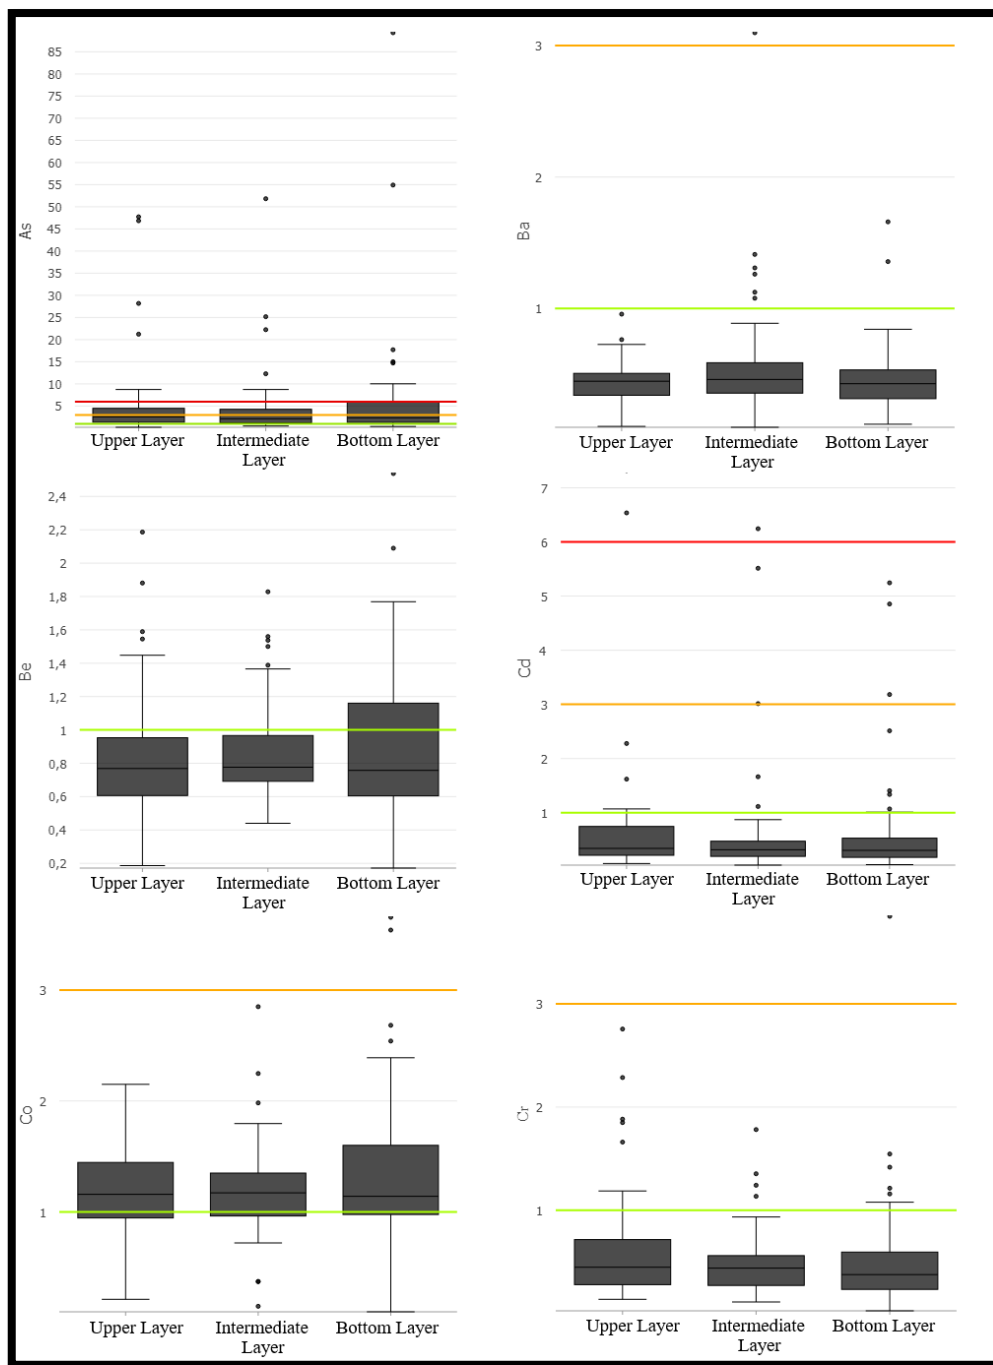 As
85
80
75
70
65
60
55
50
45
40
35
30
25
20
15
10
5
Upper Layer
Intermediate
Layer
Bottom Layer
Ba
3
2
1
Upper Layer
Intermediate
Layer
Bottom Layer
Be
2,4
2,2
2
1,8
1,6
1,4
1,2
1
0,8
0,6
0,4
0,2
Upper Layer
Intermediate
Layer
Bottom Layer
Cd
7
6
5
4
3
2
1
Upper Layer
Intermediate
Layer
Bottom Layer
Co
3
2
1
Upper Layer
Intermediate
Layer
Bottom Layer
Cr
3
2
1
Upper Layer
Intermediate
Layer
Bottom Layer